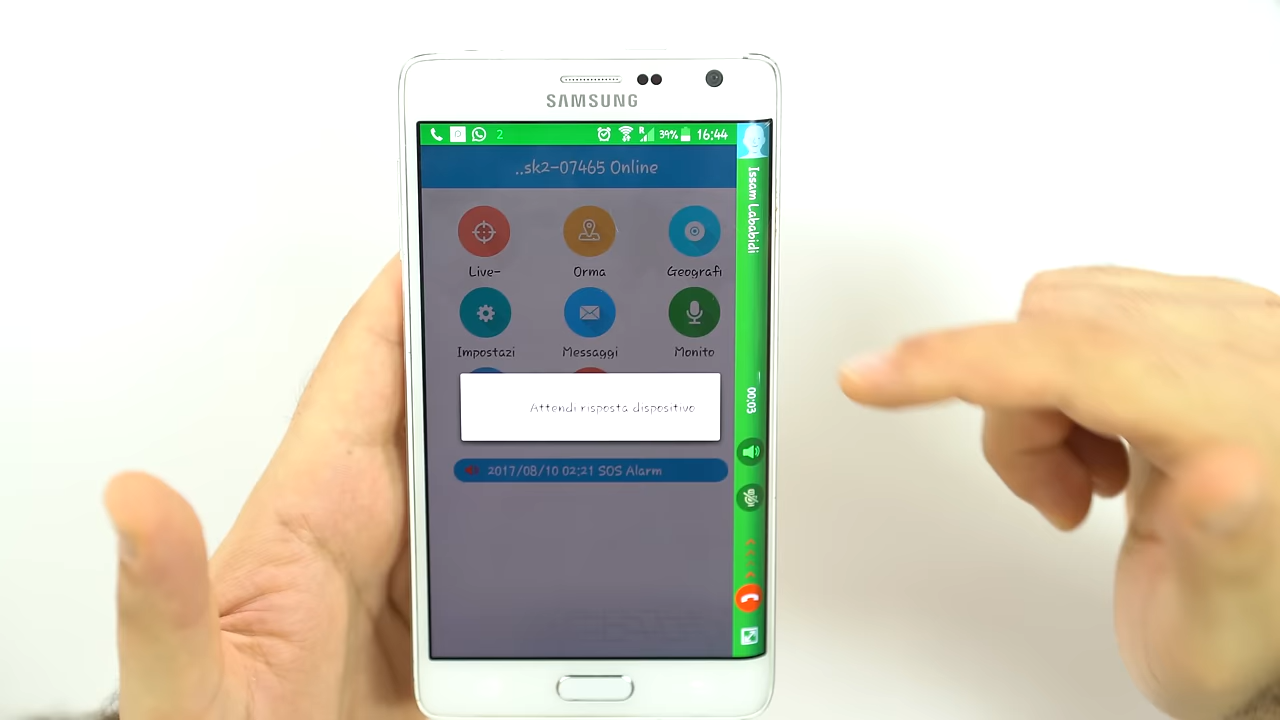 SAMSUNG
2
39%
16:44
..sk2-07465 Online
Live-
Orma
Geografi
Impostazi
Messaggi
Monito
Attendi risposta dispositivo
2017/08/10 02:21 SOS Alarm
Issam Lababidi
00:03